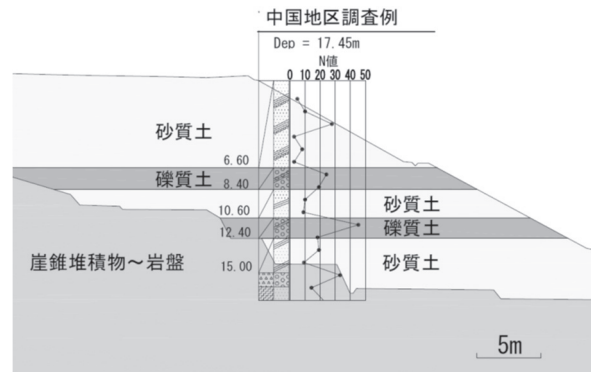 中国地区調査例
Dep = 17.45m
N値
0 10 20 30 40 50
砂質土
6.60
礫質土
8.40
砂質土
10.60
礫質土
12.40
崖錐堆積物～岩盤
15.00
砂質土
5m